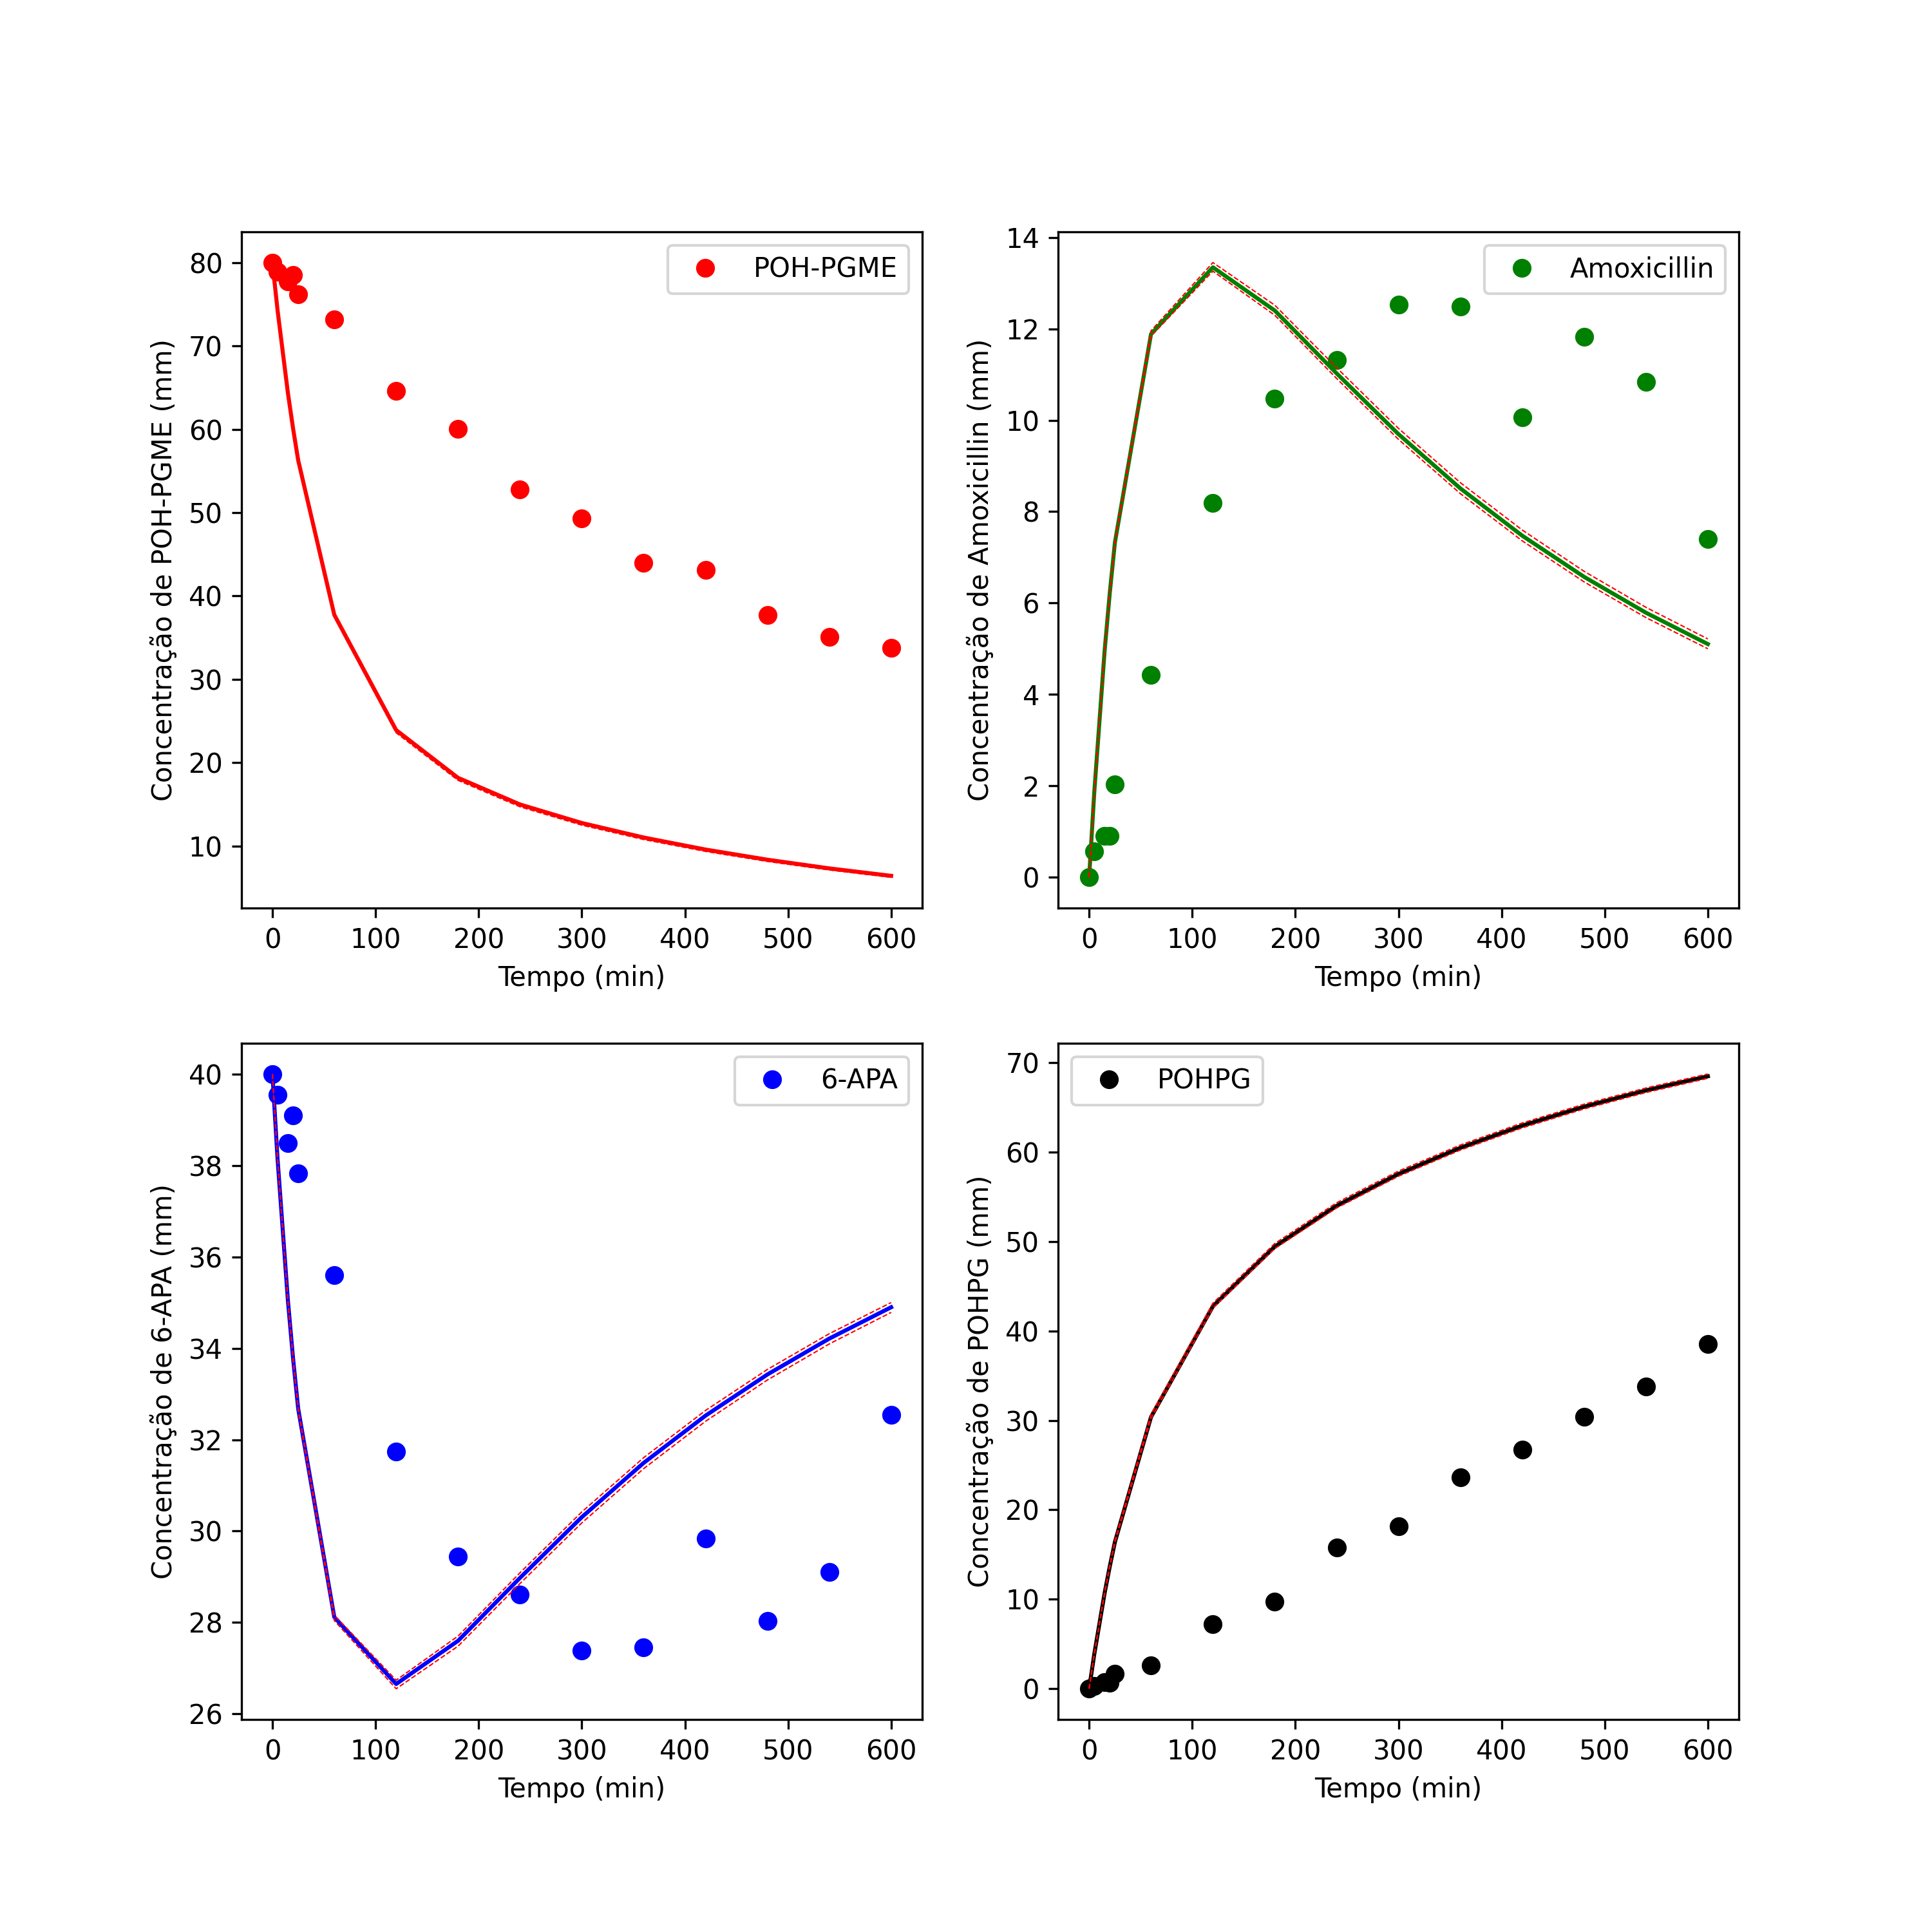 POH-PGME
80
70
60
50
40
30
20
10
Concentração de POH-PGME (mm)
0 100 200 300 400 500 600
Tempo (min)
Amoxicillin
14
12
10
8
6
4
2
0
Concentração de Amoxicillin (mm)
0 100 200 300 400 500 600
Tempo (min)
6-APA
40
38
36
34
32
30
28
26
Concentração de 6-APA (mm)
0 100 200 300 400 500 600
Tempo (min)
POHPG
70
60
50
40
30
20
10
0
Concentração de POHPG (mm)
0 100 200 300 400 500 600
Tempo (min)